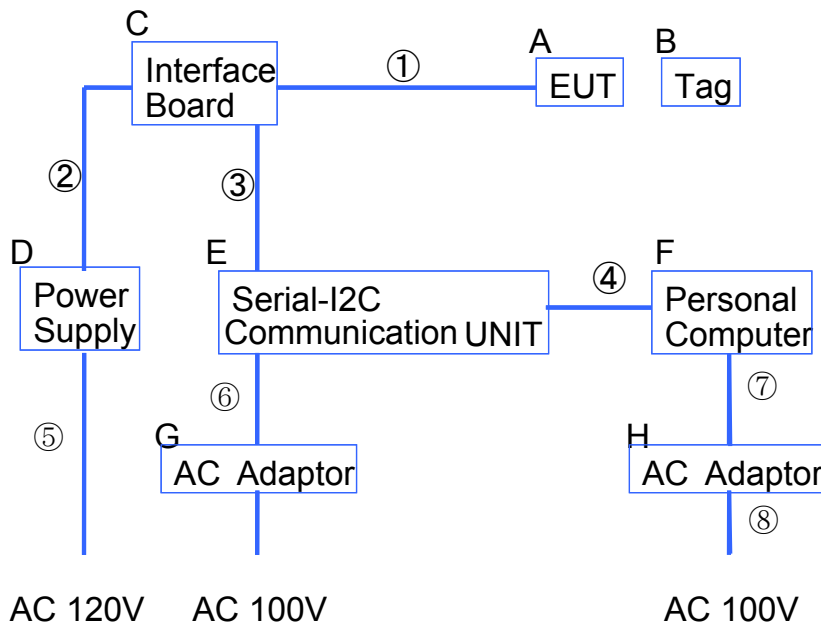 C
Interface
Board
①
A
EUT
B
Tag
②
③
D
Power
Supply
E
Serial-I2C
Communication UNIT
④
F
Personal
Computer
⑤
⑥
⑦
G
AC Adaptor
H
AC Adaptor
⑧
AC 120V
AC 100V
AC 100V